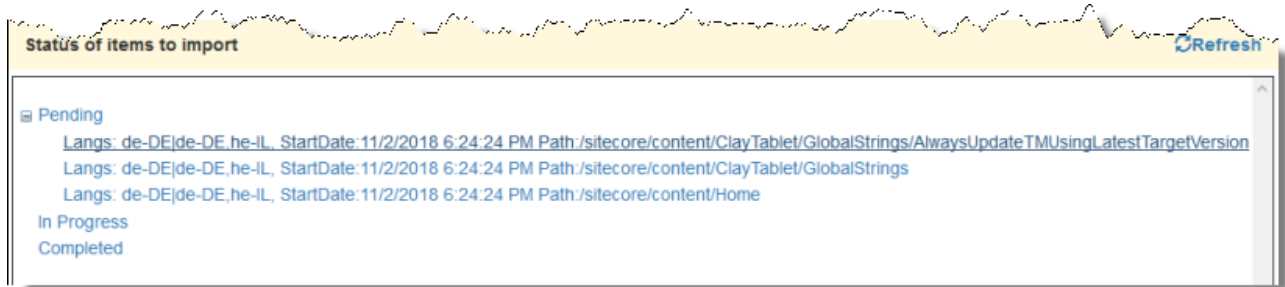 Status of items to import
Refresh
Pending
Langs: de-DE|de-DE,he-IL, StartDate:11/2/2018 6:24:24 PM Path:/sitecore/content/ClayTablet/GlobalStrings/AlwaysUpdateTMUsingLatestTargetVersion
Langs: de-DE|de-DE,he-IL, StartDate:11/2/2018 6:24:24 PM Path:/sitecore/content/ClayTablet/GlobalStrings
Langs: de-DE|de-DE,he-IL, StartDate:11/2/2018 6:24:24 PM Path:/sitecore/content/Home
In Progress
Completed